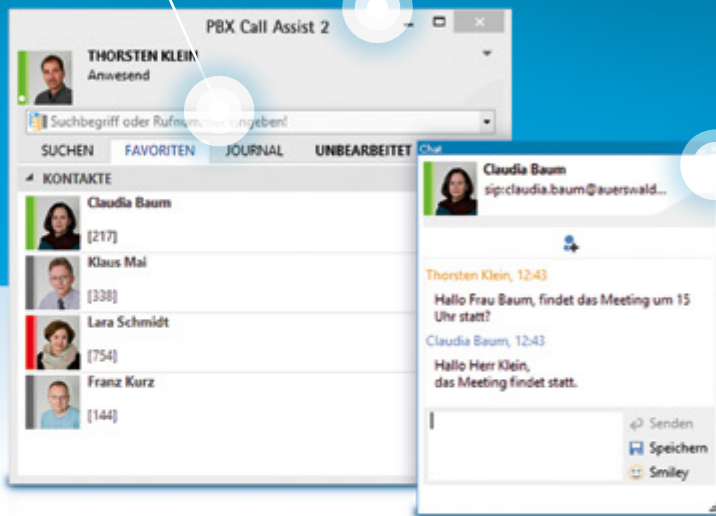 PBX Call Assist 2
THORSTEN KLEIN
Anwesend
Suchbegriff oder Rufnummer eingeben!
SUCHEN FAVORITEN JOURNAL UNBEARBEITET
KONTAKTE
Claudia Baum
[217]
Klaus Mai
[338]
Lara Schmidt
[754]
Franz Kurz
[144]
Chat
Claudia Baum
sip:claudia.baum@auerswald...
Thorsten Klein, 12:43
Hallo Frau Baum, findet das Meeting um 15
Uhr statt?
Claudia Baum, 12:43
Hallo Herr Klein,
das Meeting findet statt.
Senden
Speichern
Smiley